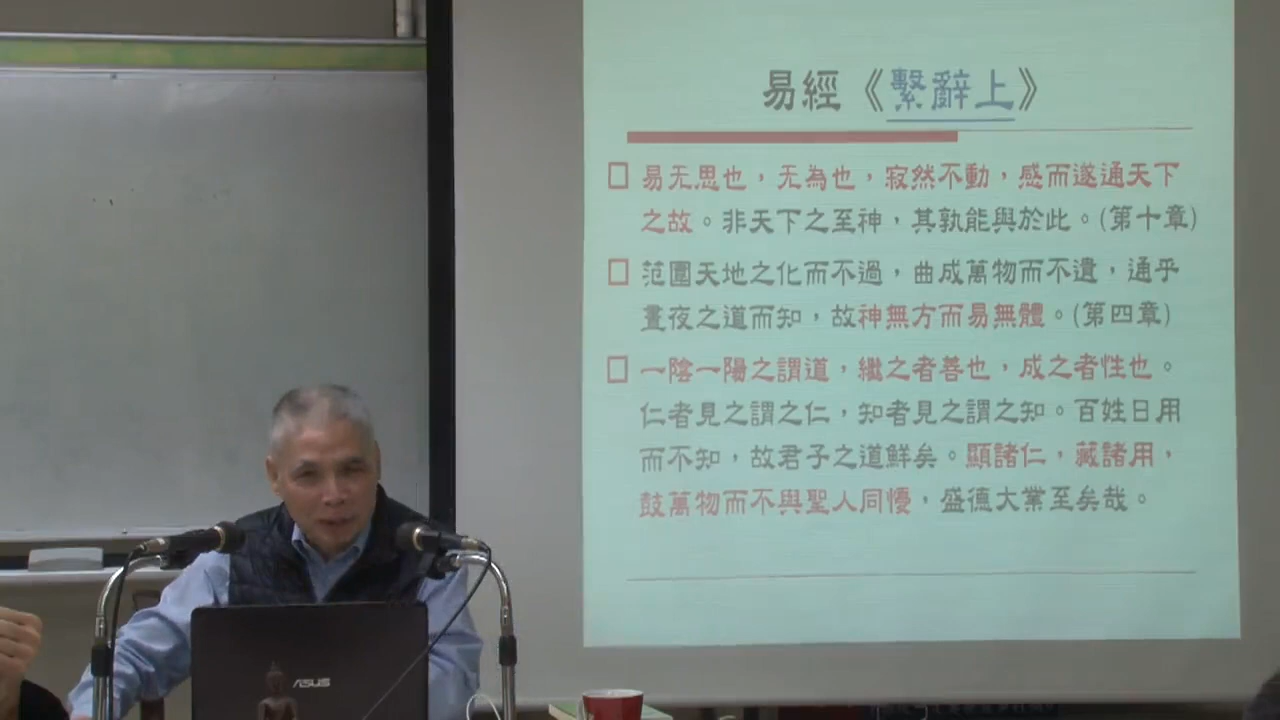 易經《繫辭上》
易无思也，无為也，寂然不動，感而遂通天下
之故。非天下之至神，其孰能與於此。(第十章)
范圍天地之化而不過，曲成萬物而不遺，通乎
晝夜之道而知，故神無方而易無體。(第四章)
一陰一陽之謂道，繼之者善也，成之者性也。
仁者見之謂之仁，知者見之謂之知。百姓日用
而不知，故君子之道鮮矣。顯諸仁，藏諸用，
鼓萬物而不與聖人同憂，盛德大業至矣哉。
ASUS